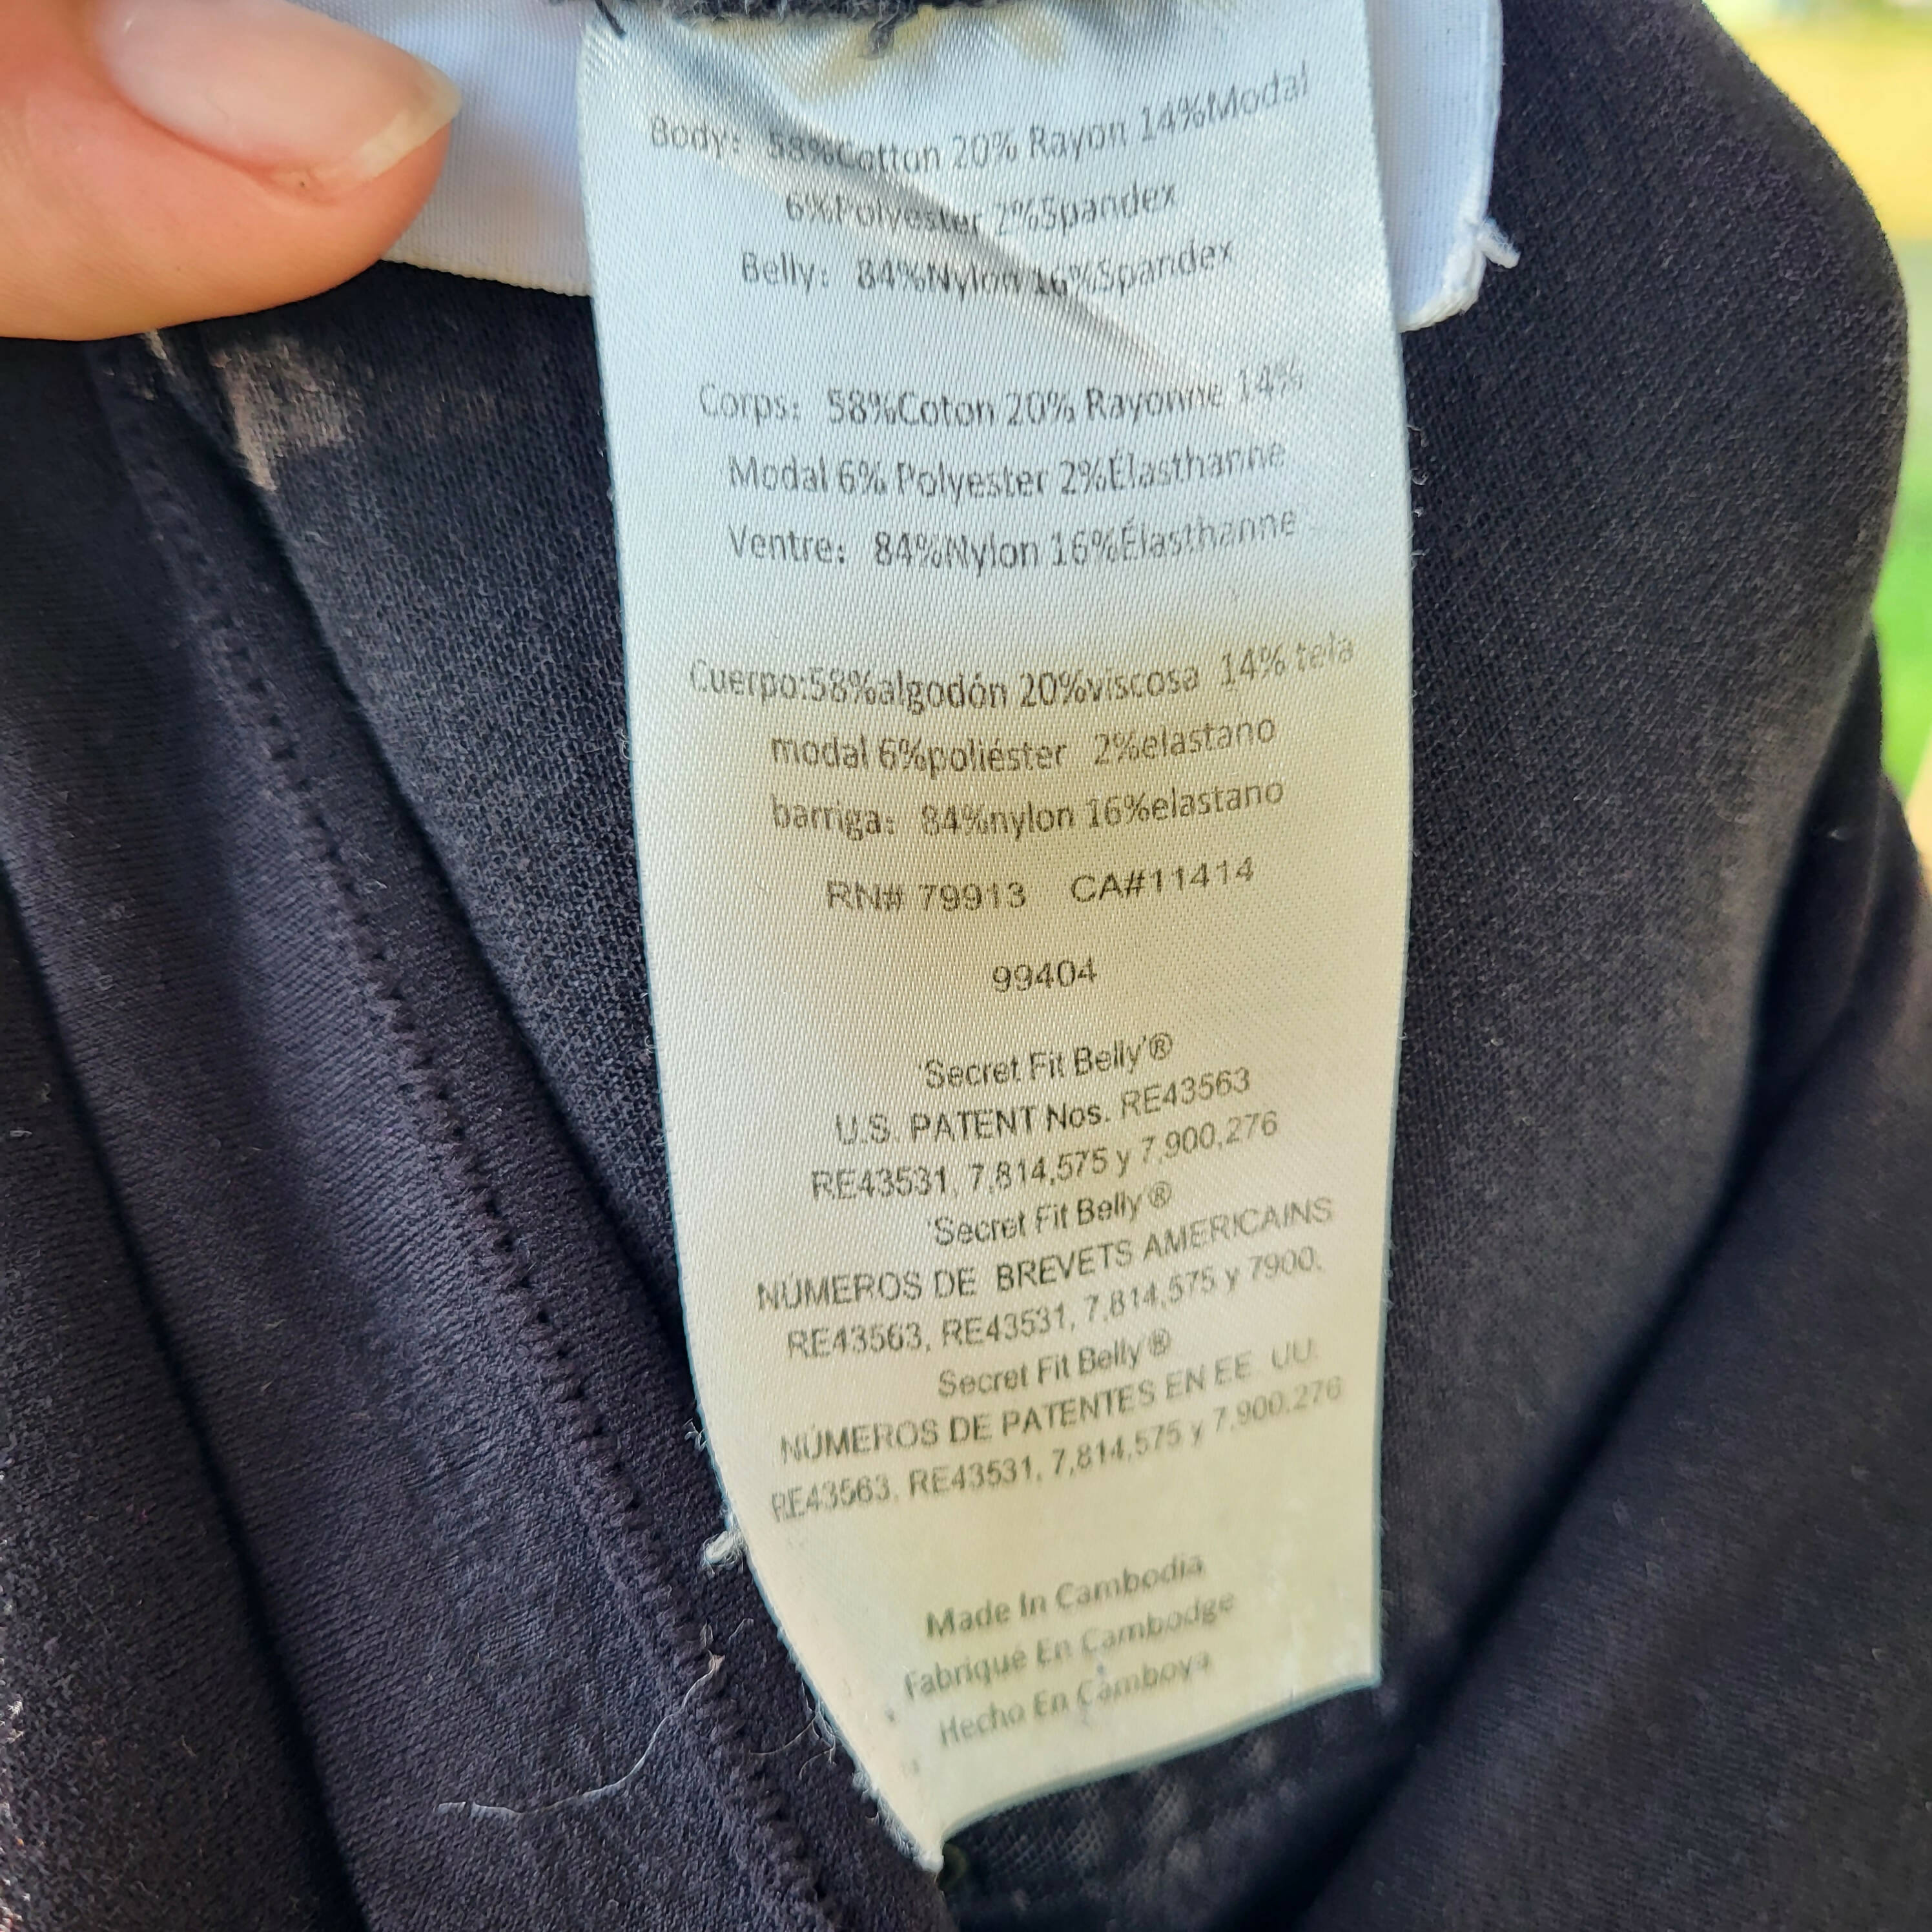 Body: 58%Cotton 20% Rayon 14%Modal
6%Polyester 2%Spandex
Belly: 84%Nylon 16%Spandex
Corps: 58%Coton 20% Rayonne 14%
Modal 6% Polyester 2%Élasthanne
Ventre: 84%Nylon 16%Élasthanne
Cuerpo:58%algodón 20%viscosa 14% tela
modal 6%poliéster 2%elastano
barriga: 84%nylon 16%elastano
RN# 79913 CA#11414
99404
'Secret Fit Belly'®
U.S. PATENT Nos. RE43563
RE43531, 7,814,575 y 7,900,276
'Secret Fit Belly'®
NÚMEROS DE BREVETS AMERICAINS
RE43563, RE43531, 7,814,575 y 7900.
Secret Fit Belly'®
NÚMEROS DE PATENTES EN EE. UU.
RE43563, RE43531, 7,814,575 y 7,900,276
Made In Cambodia
Fabriqué En Cambodge
Hecho En Camboya